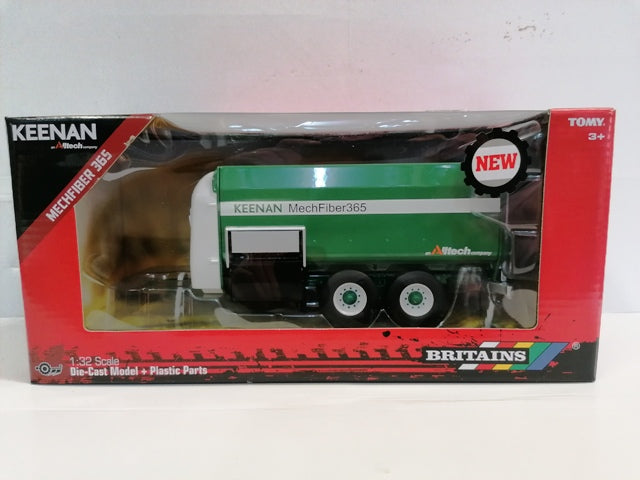 KEENAN
an Alltech company
MECHFIBER 365
TOMY
3+
NEW
KEENAN MechFiber365
an Alltech company
1:32 Scale
Die-Cast Model + Plastic Parts
BRITAINS ®